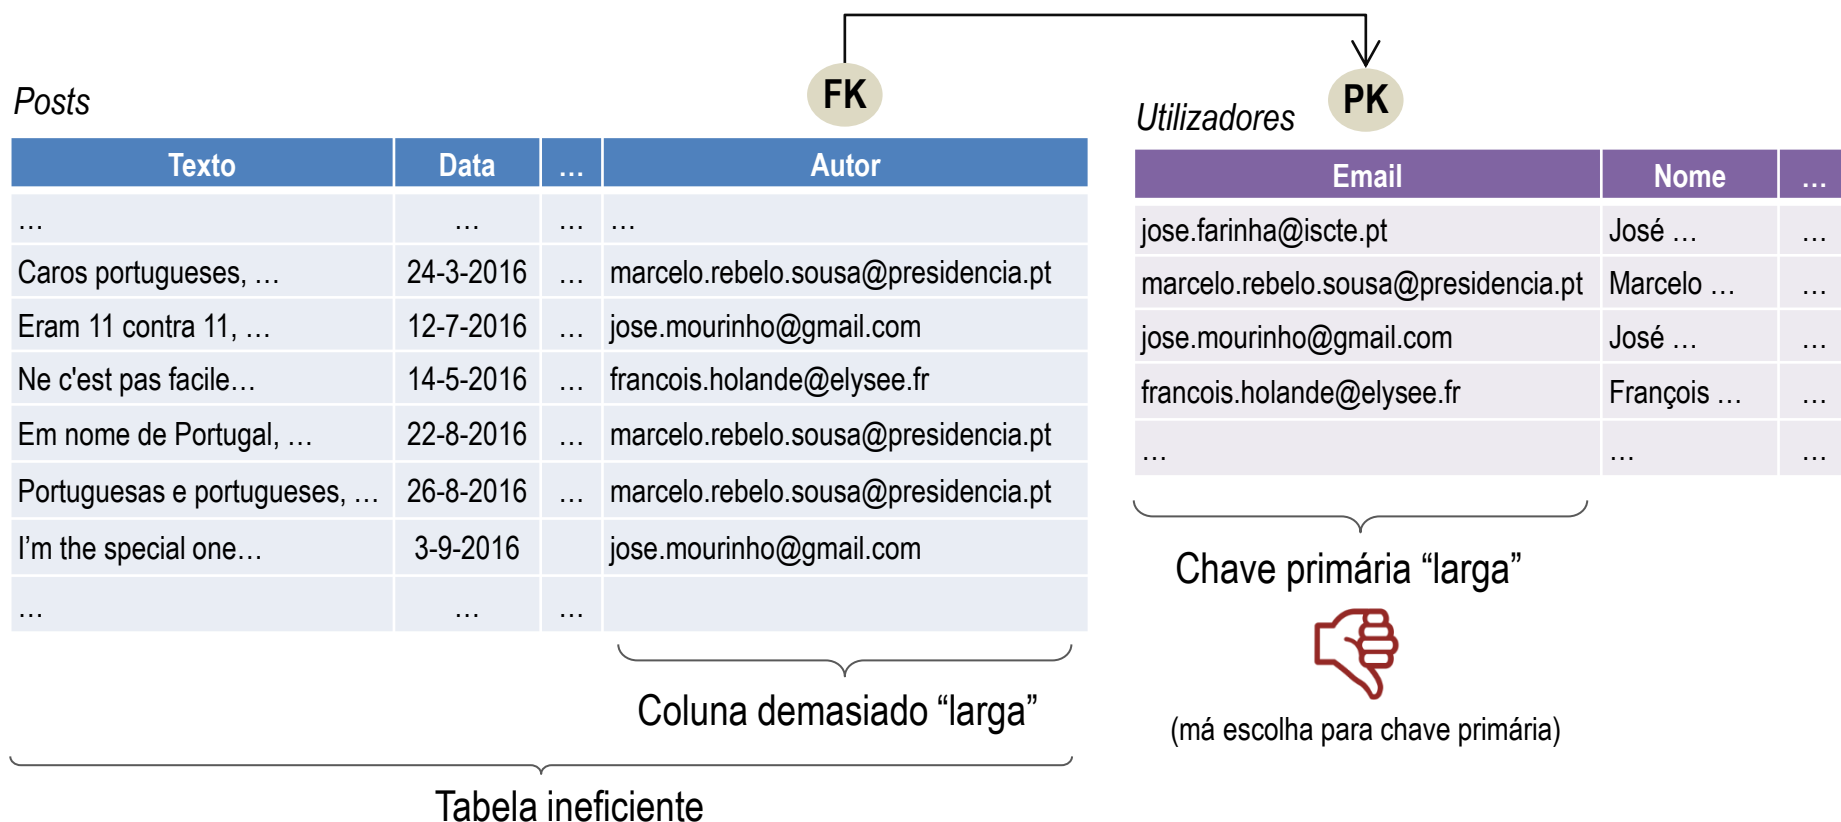 FK
PK
Posts
Utilizadores
Texto Data … Autor
… … … …
Caros portugueses, … 24-3-2016 … marcelo.rebelo.sousa@presidencia.pt
Eram 11 contra 11, … 12-7-2016 … jose.mourinho@gmail.com
Ne c'est pas facile… 14-5-2016 … francois.holande@elysee.fr
Em nome de Portugal, … 22-8-2016 … marcelo.rebelo.sousa@presidencia.pt
Portuguesas e portugueses, … 26-8-2016 … marcelo.rebelo.sousa@presidencia.pt
I’m the special one… 3-9-2016 jose.mourinho@gmail.com
… … …
Email Nome …
jose.farinha@iscte.pt José … …
marcelo.rebelo.sousa@presidencia.pt Marcelo … …
jose.mourinho@gmail.com José … …
francois.holande@elysee.fr François … …
… … …
Chave primária “larga”
(má escolha para chave primária)
Coluna demasiado “larga”
Tabela ineficiente